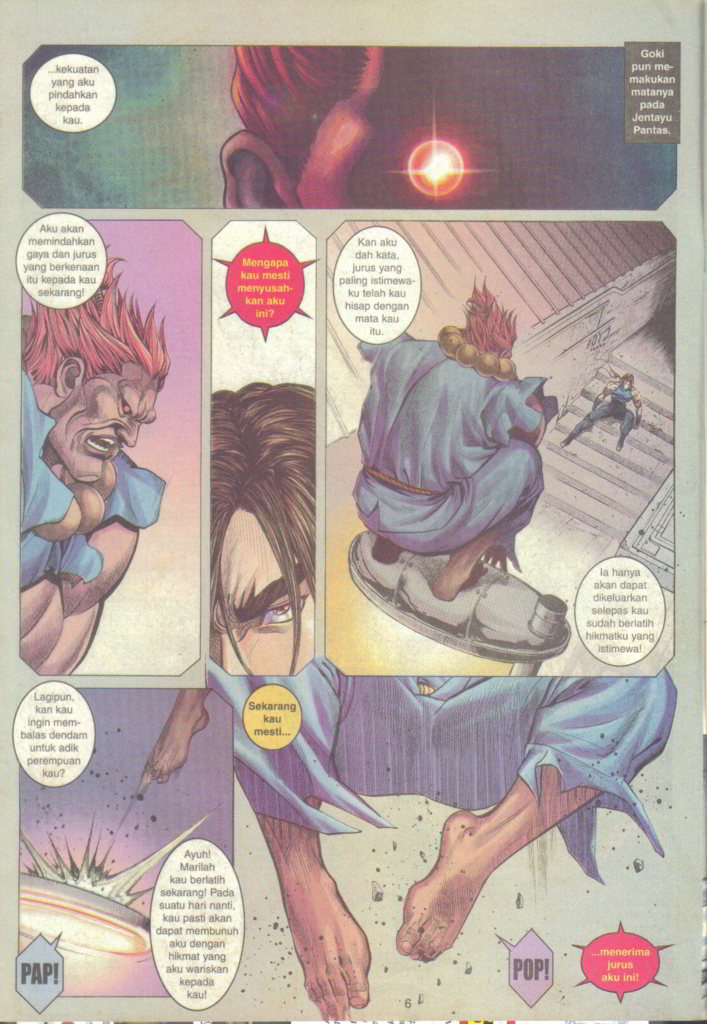 ...kekuatan
yang aku
pindahkan
kepada
kau.
Goki
pun me-
makukan
matanya
pada
Jentayu
Pantas.
Aku akan
memindahkan
gaya dan jurus
yang berkenaan
itu kepada kau
sekarang!
Mengapa
kau mesti
menyusah-
kan aku
ini?
Kan aku
dah kata,
jurus yang
paling istimewa-
ku telah kau
hisap dengan
mata kau
itu.
Ia hanya
akan dapat
dikeluarkan
selepas kau
sudah berlatih
hikmatku yang
istimewa!
Lagipun,
kan kau
ingin mem-
balas dendam
untuk adik
perempuan
kau?
Ayuh!
Marilah
kau berlatih
sekarang! Pada
suatu hari nanti,
kau pasti akan
dapat membunuh
aku dengan
hikmat yang
aku wariskan
kepada
kau!
PAP!
Sekarang
kau
mesti...
POP!
...menerima
jurus
aku ini!
6